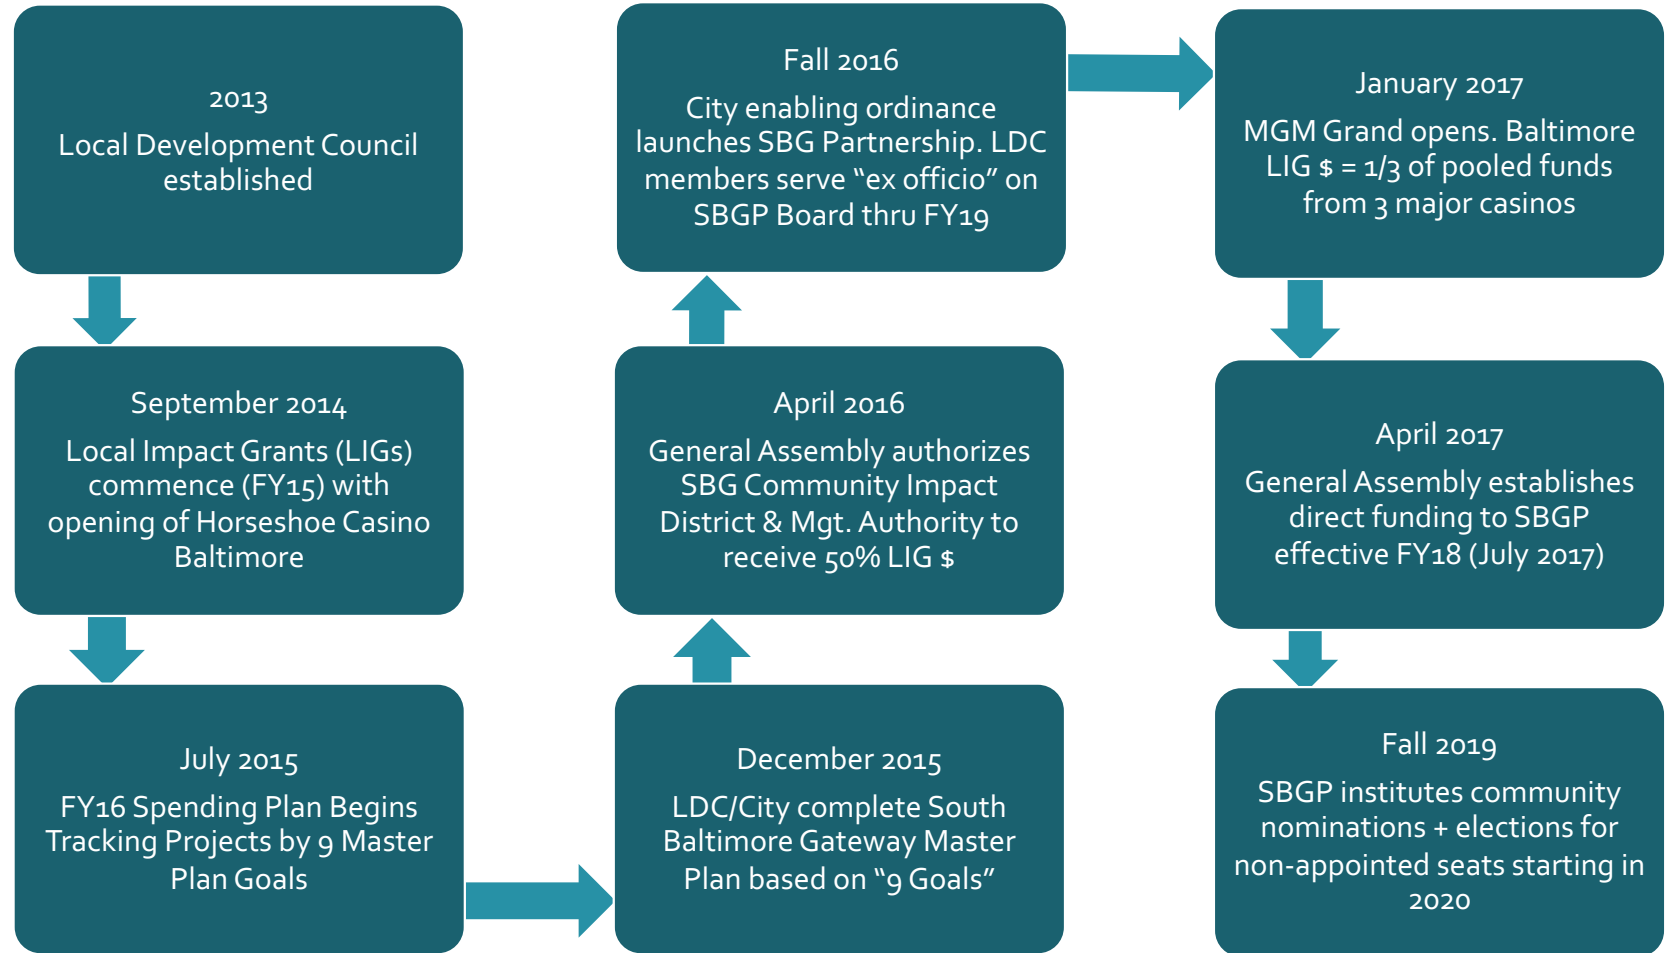 2013
Local Development Council
established
September 2014
Local Impact Grants (LIGs)
commence (FY15) with
opening of Horseshoe Casino
Baltimore
July 2015
FY16 Spending Plan Begins
Tracking Projects by 9 Master
Plan Goals
December 2015
LDC/City complete South
Baltimore Gateway Master
Plan based on “9 Goals”
April 2016
General Assembly authorizes
SBG Community Impact
District & Mgt. Authority to
receive 50% LIG $
Fall 2016
City enabling ordinance
launches SBG Partnership. LDC
members serve “ex officio” on
SBGP Board thru FY19
January 2017
MGM Grand opens. Baltimore
LIG $ = 1/3 of pooled funds
from 3 major casinos
April 2017
General Assembly establishes
direct funding to SBGP
effective FY18 (July 2017)
Fall 2019
SBGP institutes community
nominations + elections for
non-appointed seats starting in
2020